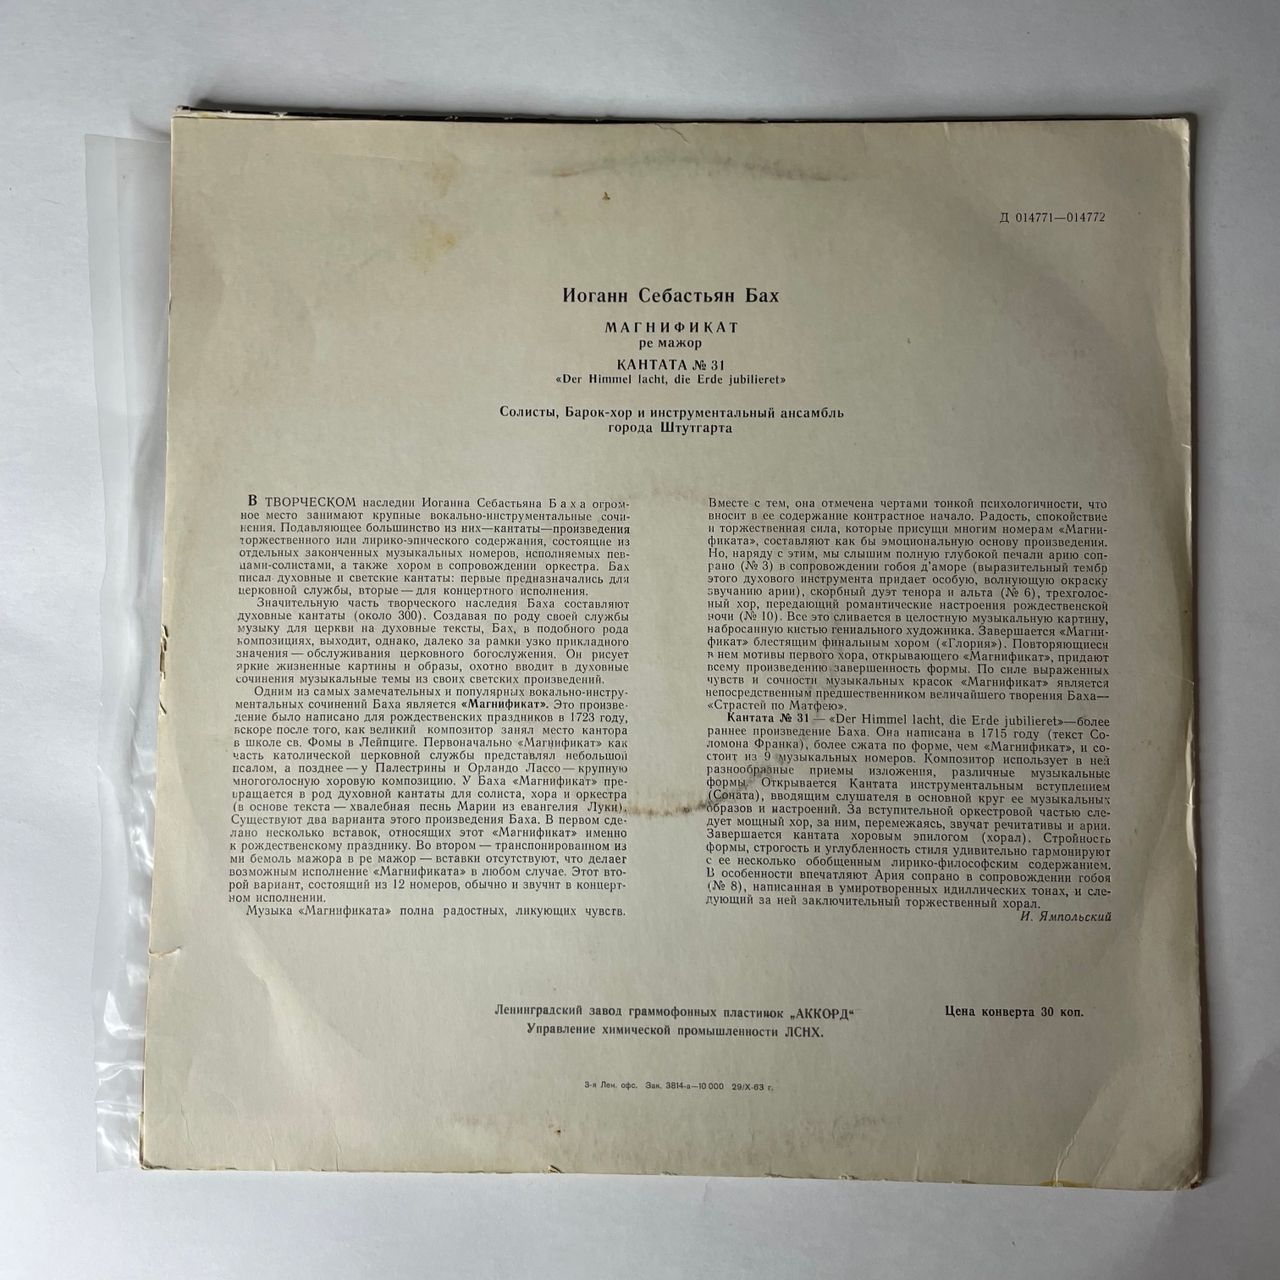 Д 014771—014772
Иоганн Себастьян Бах
МАГНИФИКАТ
ре мажор
КАНТАТА № 31
«Der Himmel lacht, die Erde jubilieret»
Солисты, Барок-хор и инструментальный ансамбль
города Штутгарта
В ТВОРЧЕСКОМ наследии Иоганна Себастьяна Баха огром-
ное место занимают крупные вокально-инструментальные сочи-
нения. Подавляющее большинство из них—кантаты—произведения
торжественного или лирико-эпического содержания, состоящие из
отдельных законченных музыкальных номеров, исполняемых пев-
цами-солистами, а также хором в сопровождении оркестра. Бах
писал духовные и светские кантаты: первые предназначались для
церковной службы, вторые — для концертного исполнения.
Значительную часть творческого наследия Баха составляют
духовные кантаты (около 300). Создавая по роду своей службы
музыку для церкви на духовные тексты, Бах, в подобного рода
композициях, выходит, однако, далеко за рамки узко прикладного
значения — обслуживания церковного богослужения. Он рисует
яркие жизненные картины и образы, охотно вводит в духовные
сочинения музыкальные темы из своих светских произведений.
Одним из самых замечательных и популярных вокально-инстру-
ментальных сочинений Баха является «Магнификат». Это произве-
дение было написано для рождественских праздников в 1723 году,
вскоре после того, как великий композитор занял место кантора
в школе св. Фомы в Лейпциге. Первоначально «Магнификат» как
часть католической церковной службы представлял небольшой
псалом, а позднее — у Палестрины и Орландо Лассо — крупную
многоголосную хоровую композицию. У Баха «Магнификат» пре-
вращается в род духовной кантаты для солиста, хора и оркестра
(в основе текста — хвалебная песнь Марии из евангелия Луки).
Существуют два варианта этого произведения Баха. В первом сде-
лано несколько вставок, относящих этот «Магнификат» именно
к рождественскому празднику. Во втором — транспонированном из
ми бемоль мажора в ре мажор — вставки отсутствуют, что делает
возможным исполнение «Магнификата» в любом случае. Этот вто-
рой вариант, состоящий из 12 номеров, обычно и звучит в концерт-
ном исполнении.
Музыка «Магнификата» полна радостных, ликующих чувств.
Вместе с тем, она отмечена чертами тонкой психологичности, что
вносит в ее содержание контрастное начало. Радость, спокойствие
и торжественная сила, которые присущи многим номерам «Магни-
фиката», составляют как бы эмоциональную основу произведения.
Но, наряду с этим, мы слышим полную глубокой печали арию соп-
рано (№ 3) в сопровождении гобоя д'аморе (выразительный тембр
этого духового инструмента придает особую, волнующую окраску
звучанию арии), скорбный дуэт тенора и альта (№ 6), трехголос-
ный хор, передающий романтические настроения рождественской
ночи (№ 10). Все это сливается в целостную музыкальную картину,
набросанную кистью гениального художника. Завершается «Магни-
фикат» блестящим финальным хором («Глория»). Повторяющиеся
в нем мотивы первого хора, открывающего «Магнификат», придают
всему произведению завершенность формы. По силе выраженных
чувств и сочности музыкальных красок «Магнификат» является
непосредственным предшественником величайшего творения Баха—
«Страстей по Матфею».
Кантата № 31 — «Der Himmel lacht, die Erde jubilieret»—более
раннее произведение Баха. Она написана в 1715 году (текст Со-
ломона Франка), более сжата по форме, чем «Магнификат», и со-
стоит из 9 музыкальных номеров. Композитор использует в ней
разнообразные приемы изложения, различные музыкальные
формы. Открывается Кантата инструментальным вступлением
(Соната), вводящим слушателя в основной круг ее музыкальных
образов и настроений. За вступительной оркестровой частью сле-
дует мощный хор, за ним, перемежаясь, звучат речитативы и арии.
Завершается кантата хоровым эпилогом (хорал). Стройность
формы, строгость и углубленность стиля удивительно гармонируют
с ее несколько обобщенным лирико-философским содержанием.
В особенности впечатляют Ария сопрано в сопровождении гобоя
(№ 8), написанная в умиротворенных идиллических тонах, и сле-
дующий за ней заключительный торжественный хорал.
И. Ямпольский
Ленинградский завод граммофонных пластинок „АККОРД“
Управление химической промышленности ЛСНХ.
Цена конверта 30 коп.
3-я Лен. офс. Зак. 3814-а—10 000 29/X-63 г.